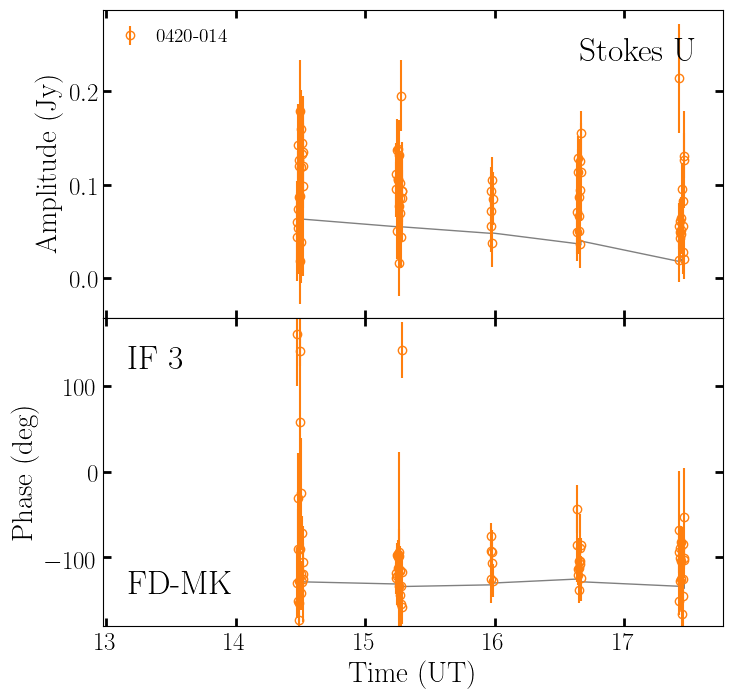 0420-014
Stokes U
Amplitude (Jy)
0.2
0.1
0.0
IF 3
Phase (deg)
100
0
−100
FD-MK
13 14 15 16 17
Time (UT)